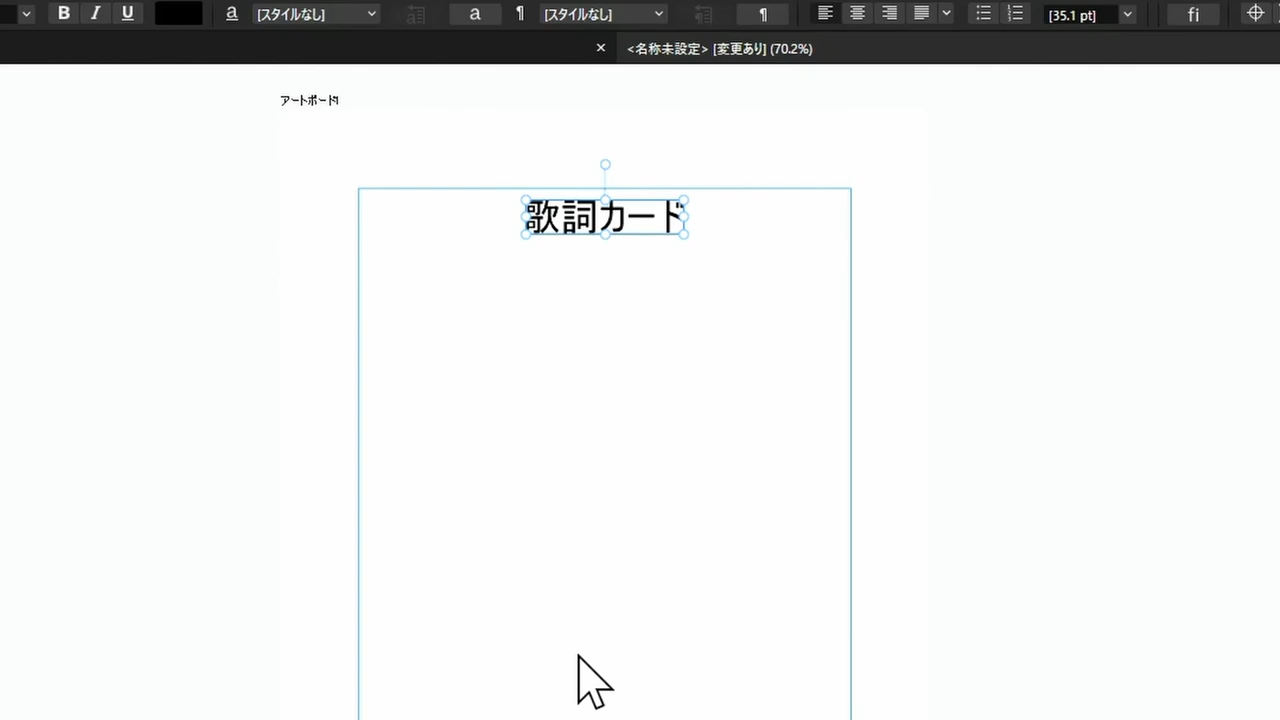 B I U a [スタイルなし] a ¶ [スタイルなし] ¶ [35.1 pt] fi
× <名称未設定> [変更あり] (70.2%)
アートボード1
歌詞カード